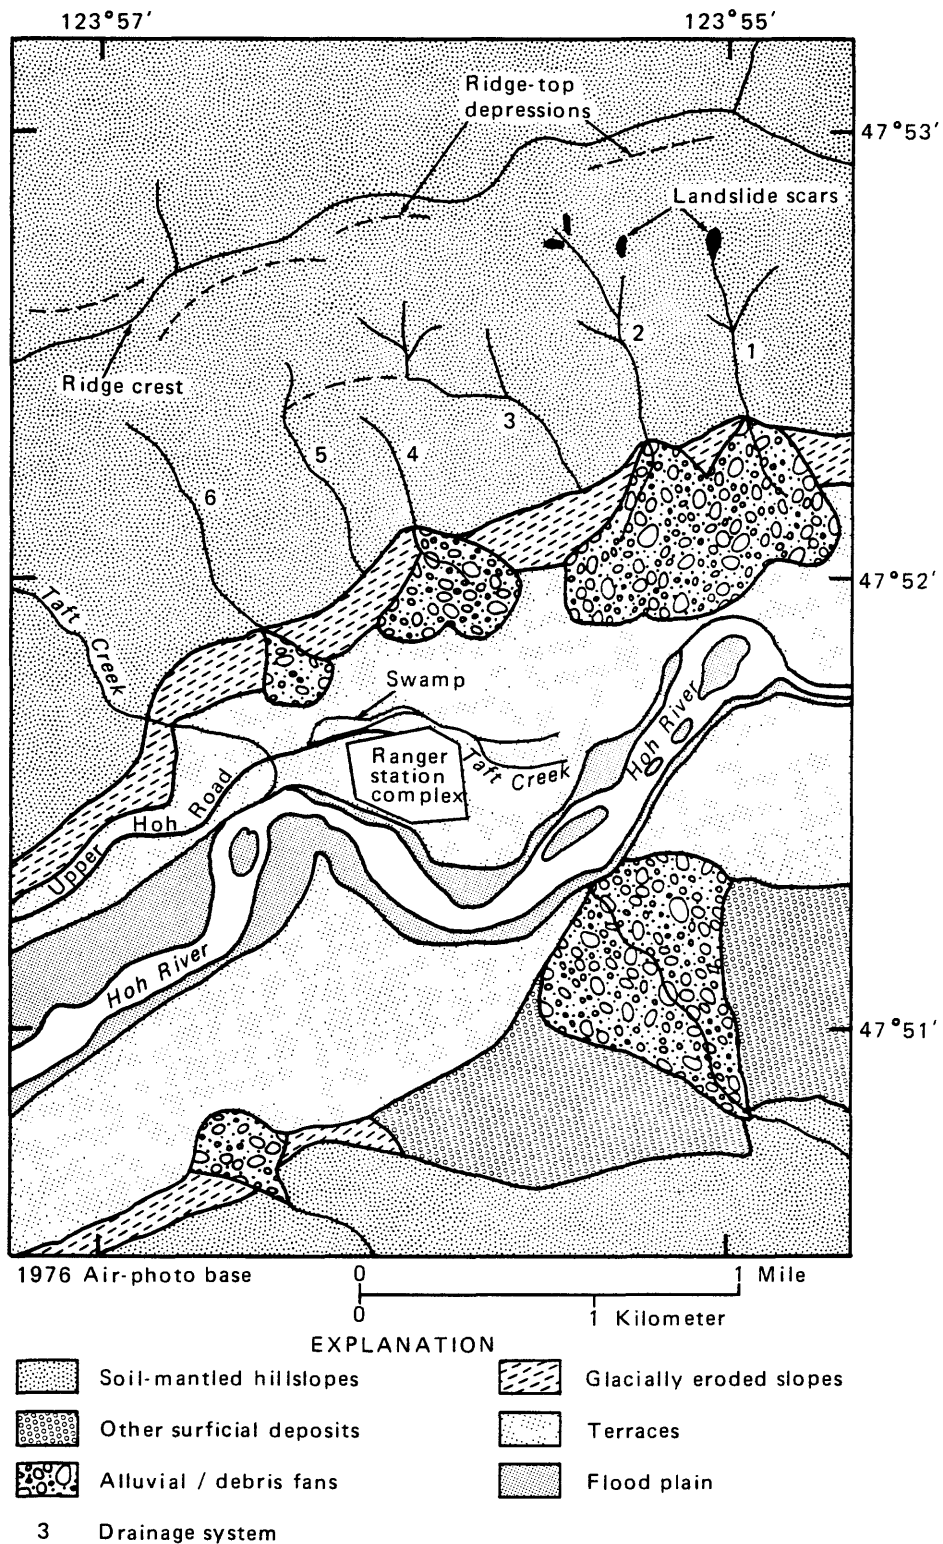 123°57′
123°55′
Ridge-top
depressions
47°53′
Landslide scars
2
1
Ridge crest
3
5
4
6
47°52′
Taft Creek
Swamp
Hoh River
Ranger
station
complex
Taft Creek
Upper Hoh Road
Hoh River
47°51′
1976 Air-photo base
0
1 Mile
0
1 Kilometer
EXPLANATION
Soil-mantled hillslopes
Glacially eroded slopes
Other surficial deposits
Terraces
Alluvial / debris fans
Flood plain
3 Drainage system